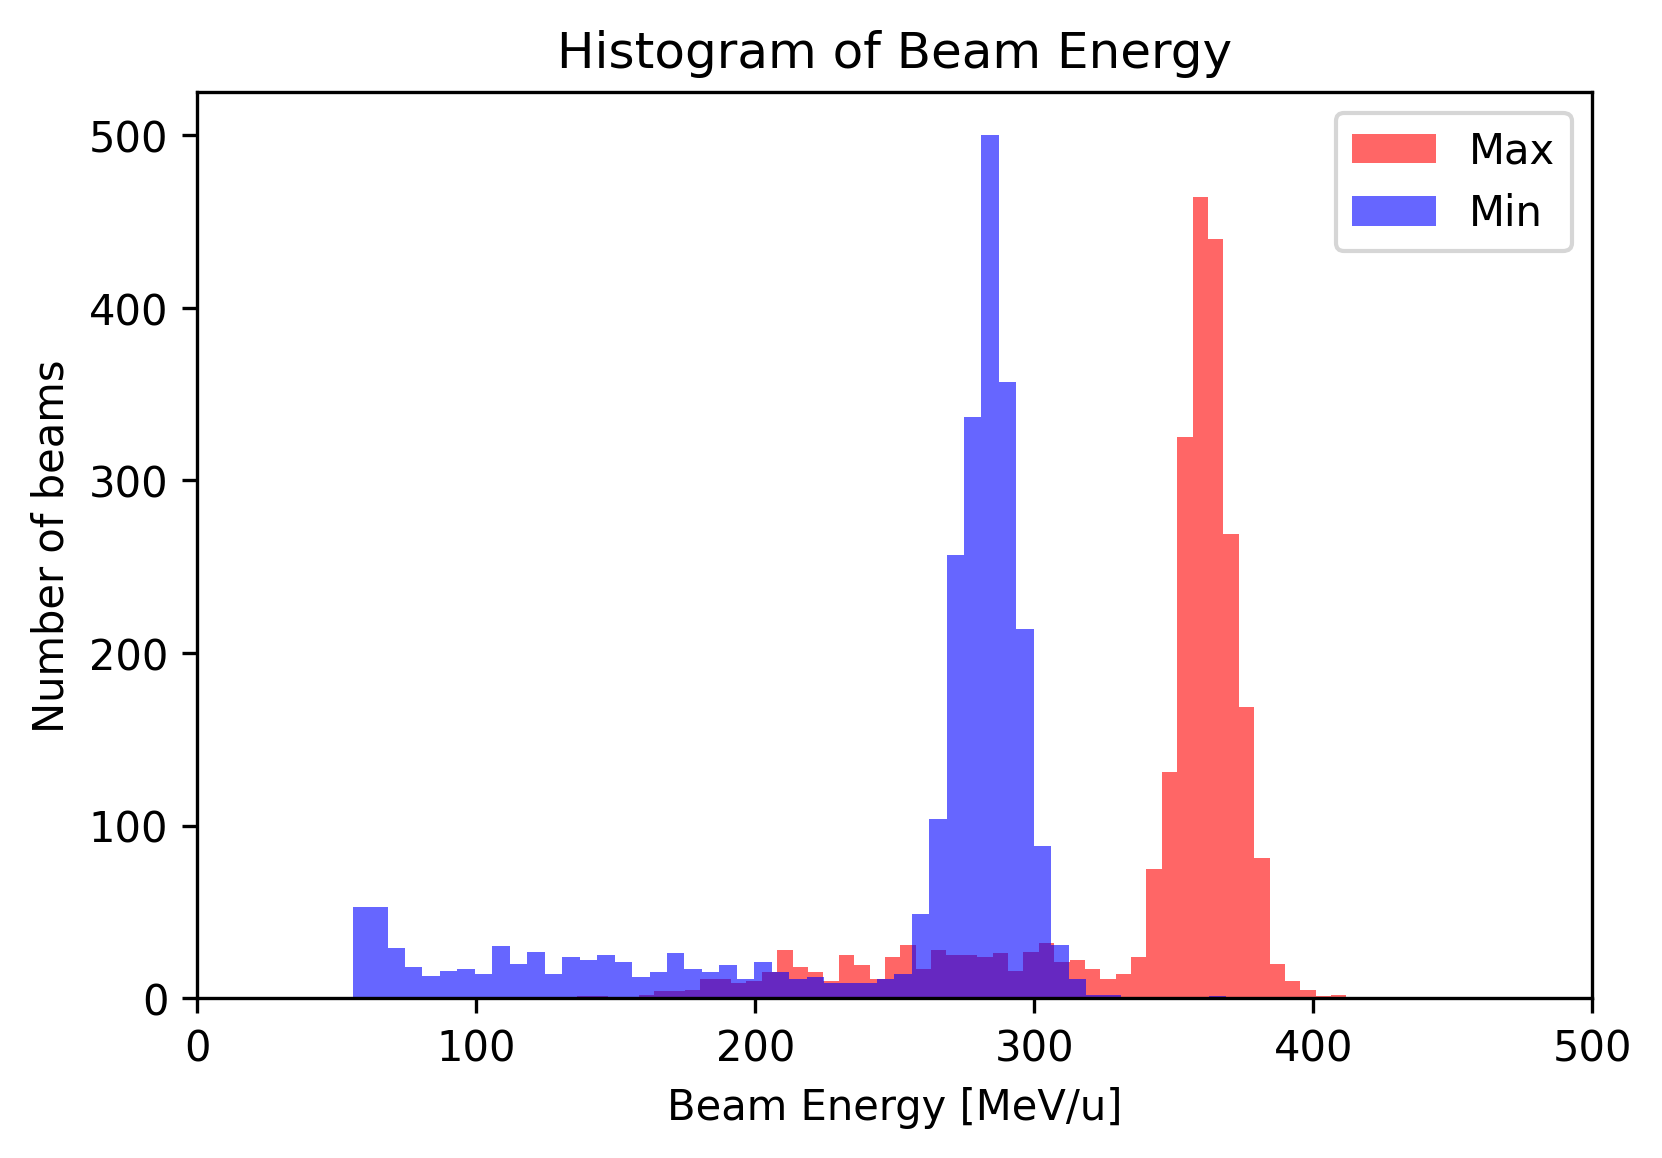 Histogram of Beam Energy
Max
Min
Number of beams
500
400
300
200
100
0
0 100 200 300 400 500
Beam Energy [MeV/u]